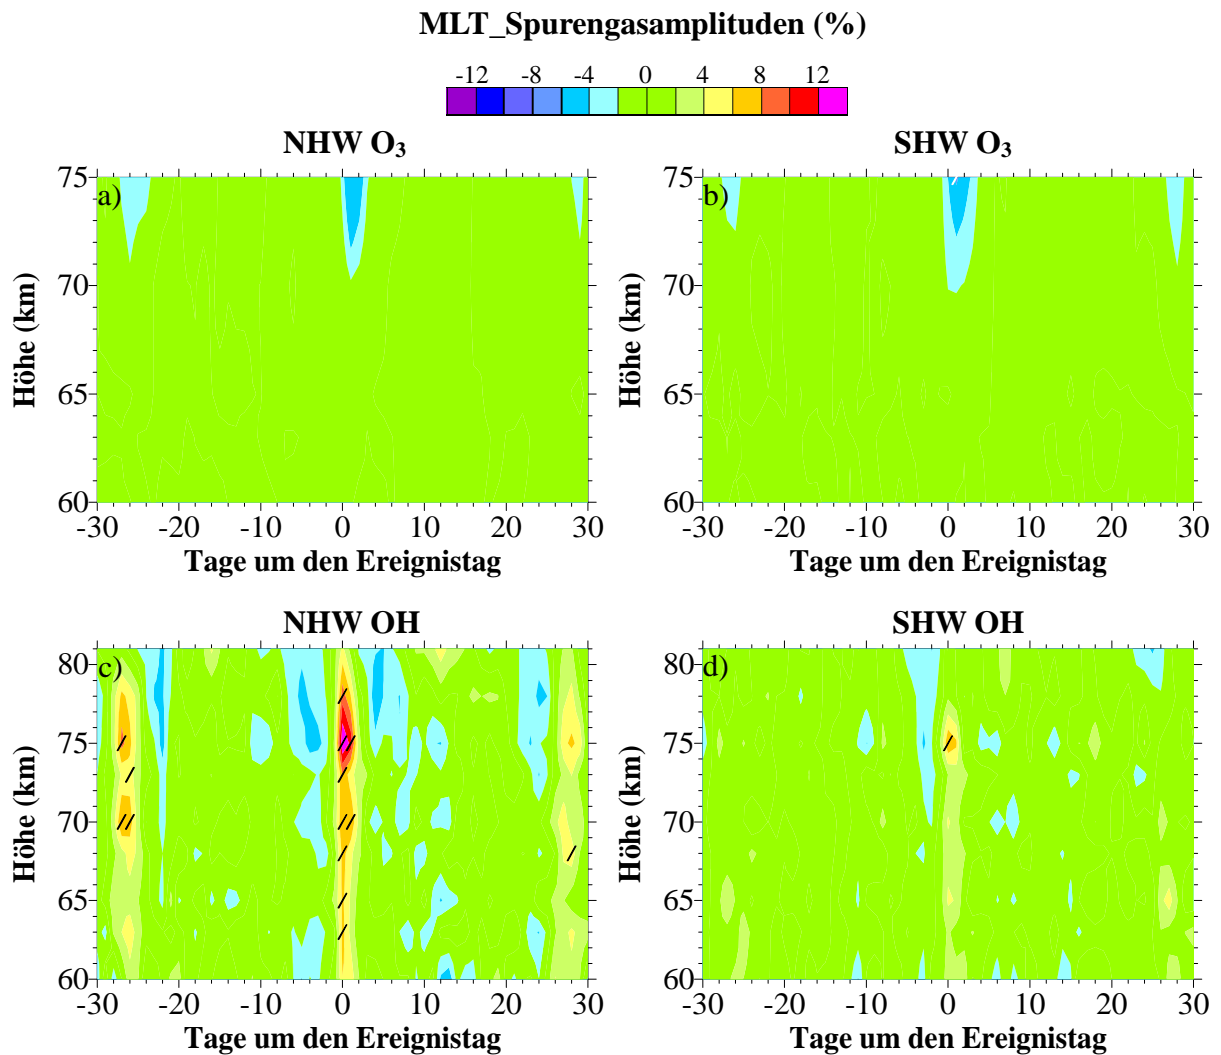 MLT_Spurengasamplituden (%)
-12 -8 -4 0 4 8 12
NHW O₃
SHW O₃
a)
b)
75
70
65
60
75
70
65
60
Höhe (km)
Höhe (km)
-30 -20 -10 0 10 20 30
-30 -20 -10 0 10 20 30
Tage um den Ereignistag
Tage um den Ereignistag
NHW OH
SHW OH
c)
d)
80
75
70
65
60
80
75
70
65
60
Höhe (km)
Höhe (km)
-30 -20 -10 0 10 20 30
-30 -20 -10 0 10 20 30
Tage um den Ereignistag
Tage um den Ereignistag